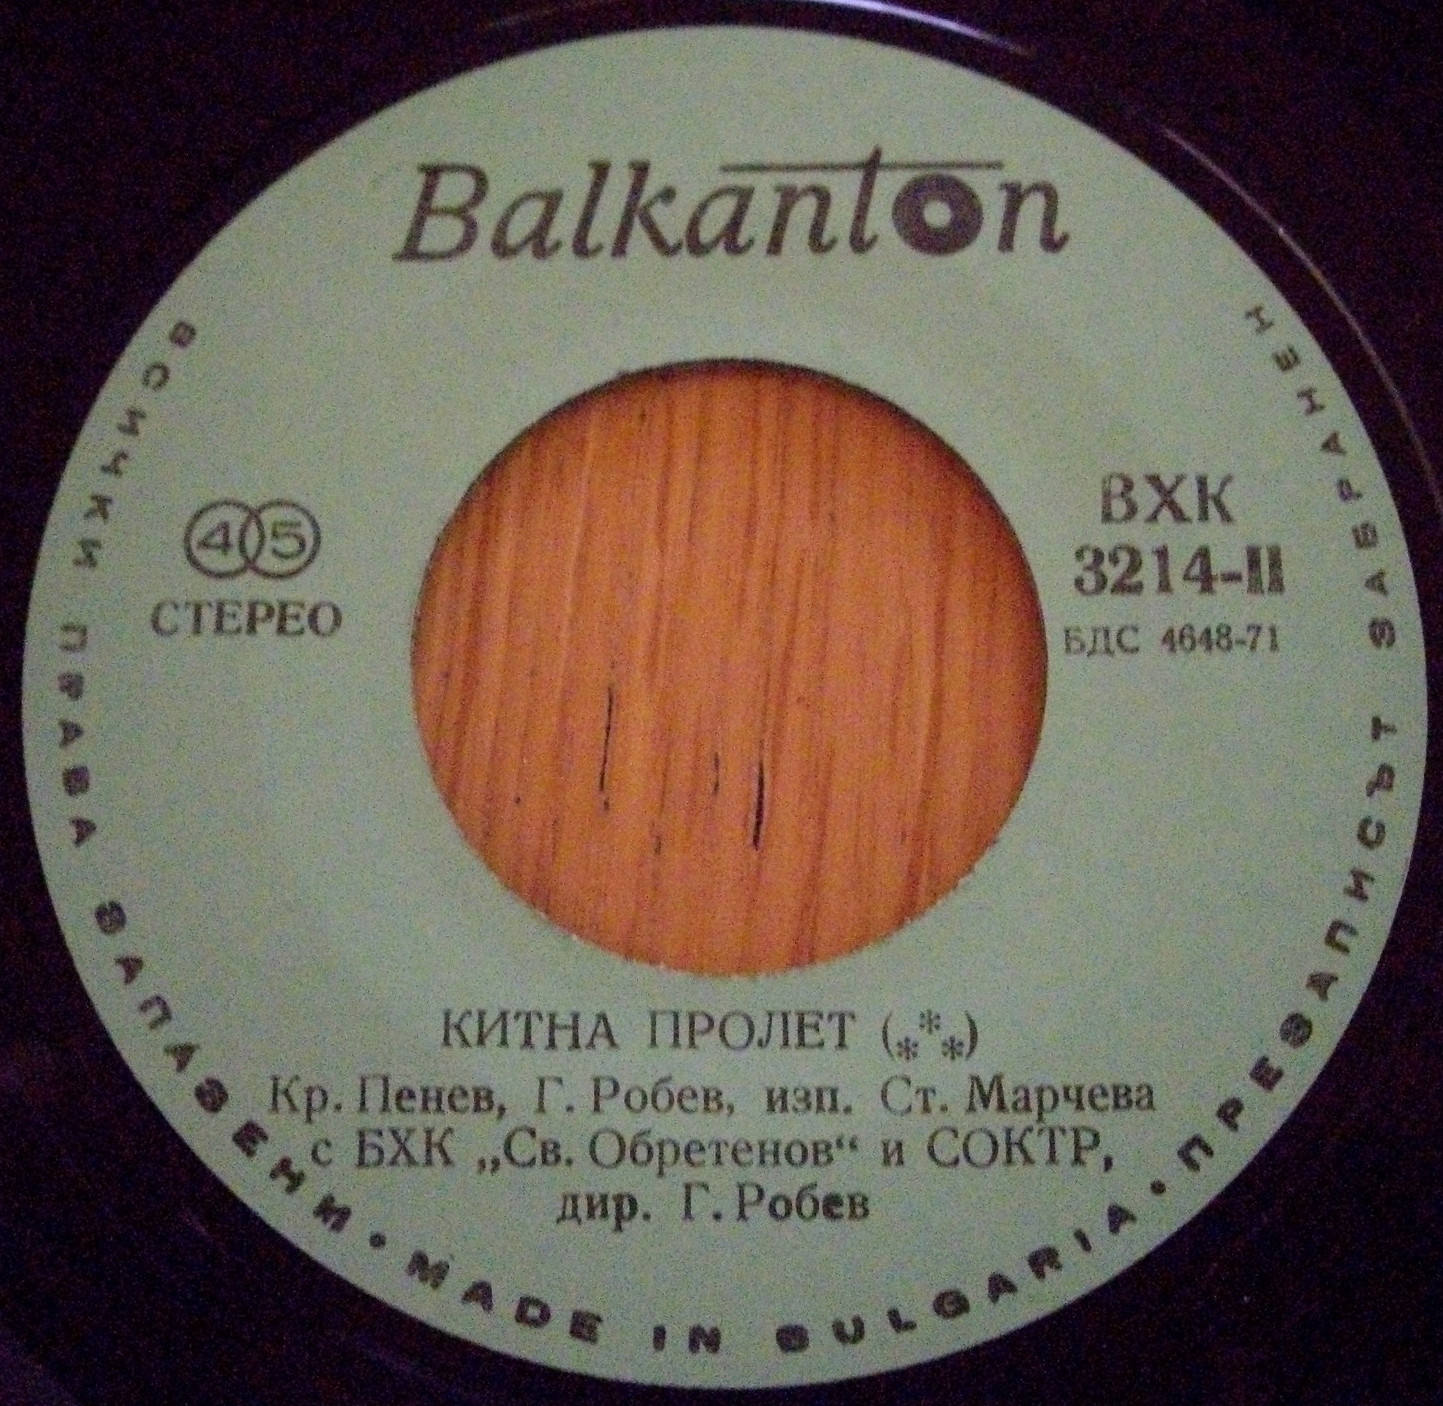 Balkanton
45
СТЕРЕО
ВХК
3214-II
БДС 4648-71
КИТНА ПРОЛЕТ (***)
Кр. Пенев, Г. Робев, изп. Ст. Марчева
с БХК „Св. Обретенов“ и СОКТР,
дир. Г. Робев
ВСИЧКИ ПРАВА ЗАПАЗЕНИ • MADE IN BULGARIA • ПРЕЗАПИСЪТ ЗАБРАНЕН